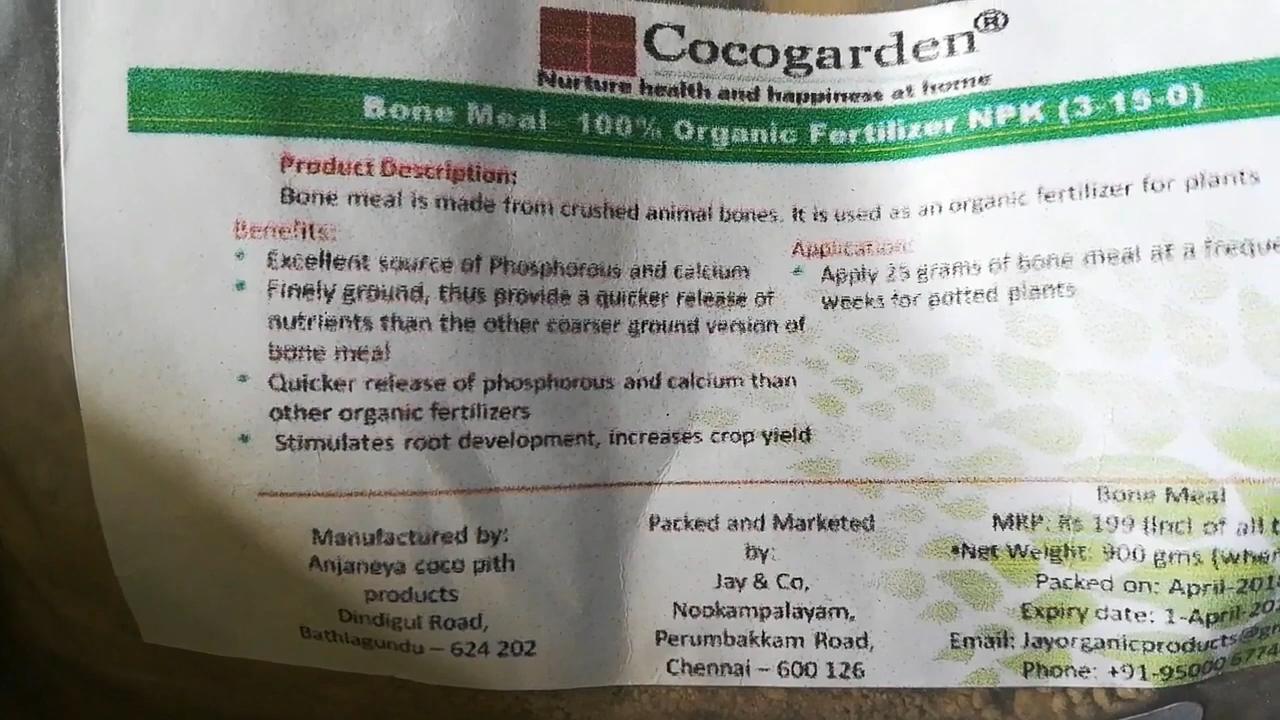 Cocogarden®
Nurture health and happiness at home
Bone Meal 100% Organic Fertilizer NPK (3-15-0)
Product Description:
Bone meal is made from crushed animal bones. It is used as an organic fertilizer for plants
Benefits:
• Excellent source of Phosphorous and calcium
• Finely ground, thus provide a quicker release of
nutrients than the other coarser ground version of
bone meal
• Quicker release of phosphorous and calcium than
other organic fertilizers
• Stimulates root development, increases crop yield
Application:
• Apply 25 grams of bone meal at a freque
weeks for potted plants
Manufactured by:
Anjaneya coco pith
products
Dindigul Road,
Bathlagundu – 624 202
Packed and Marketed
by:
Jay & Co,
Nookampalayam,
Perumbakkam Road,
Chennai – 600 126
Bone Meal
MRP: Rs 199 (Incl of all t
•Net Weight: 900 gms (when
Packed on: April-201
Expiry date: 1-April-20
Email: Jayorganicproducts@g
Phone: +91-95000 6774